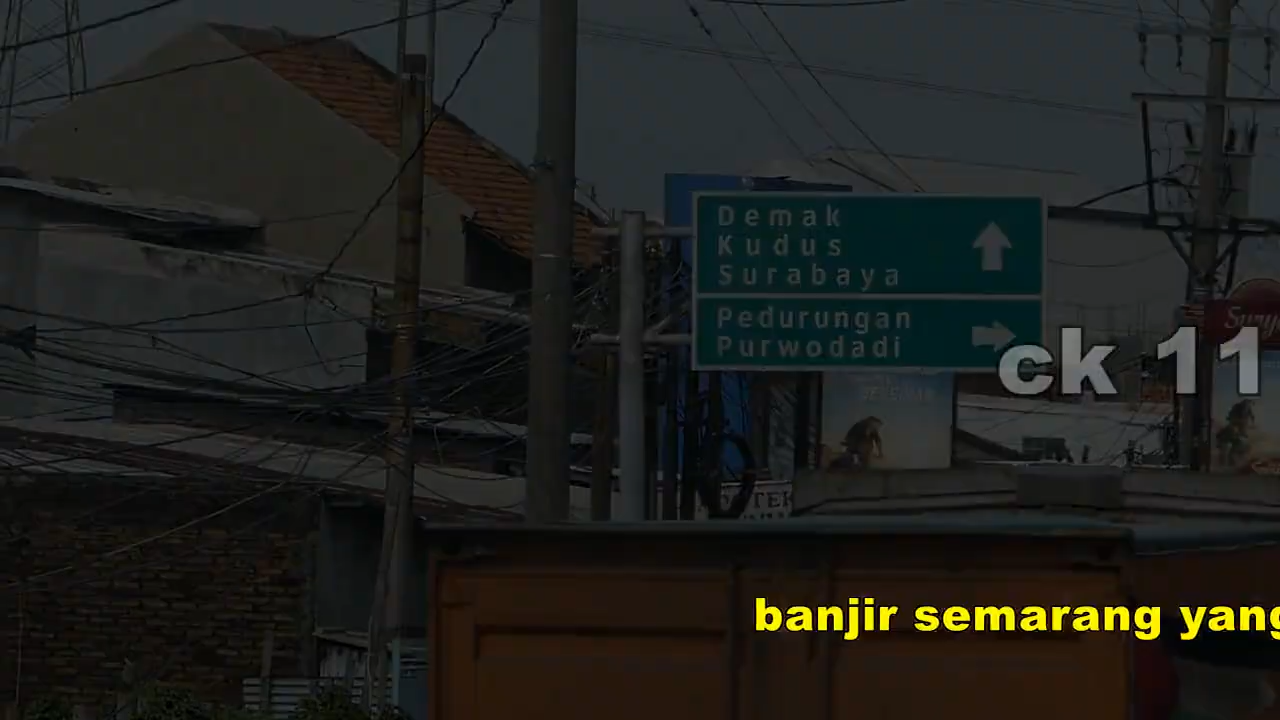 Demak
Kudus
Surabaya
Pedurungan
Purwodadi
ck 11
banjir semarang yang